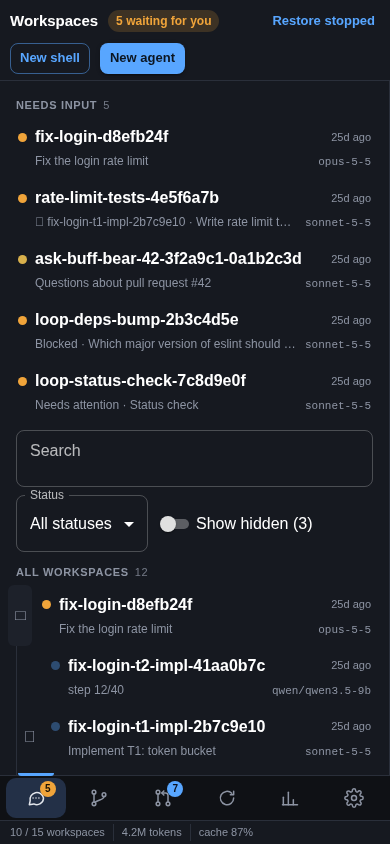 Workspaces 5 waiting for you Restore stopped
New shell New agent
NEEDS INPUT 5
fix-login-d8efb24f 25d ago
Fix the login rate limit opus-5-5
rate-limit-tests-4e5f6a7b 25d ago
fix-login-t1-impl-2b7c9e10 · Write rate limit t… sonnet-5-5
ask-buff-bear-42-3f2a9c1-0a1b2c3d 25d ago
Questions about pull request #42 sonnet-5-5
loop-deps-bump-2b3c4d5e 25d ago
Blocked · Which major version of eslint should … sonnet-5-5
loop-status-check-7c8d9e0f 25d ago
Needs attention · Status check sonnet-5-5
Search
Status
All statuses Show hidden (3)
ALL WORKSPACES 12
fix-login-d8efb24f 25d ago
Fix the login rate limit opus-5-5
fix-login-t2-impl-41aa0b7c 25d ago
step 12/40 qwen/qwen3.5-9b
fix-login-t1-impl-2b7c9e10 25d ago
Implement T1: token bucket sonnet-5-5
5 7
10 / 15 workspaces 4.2M tokens cache 87%